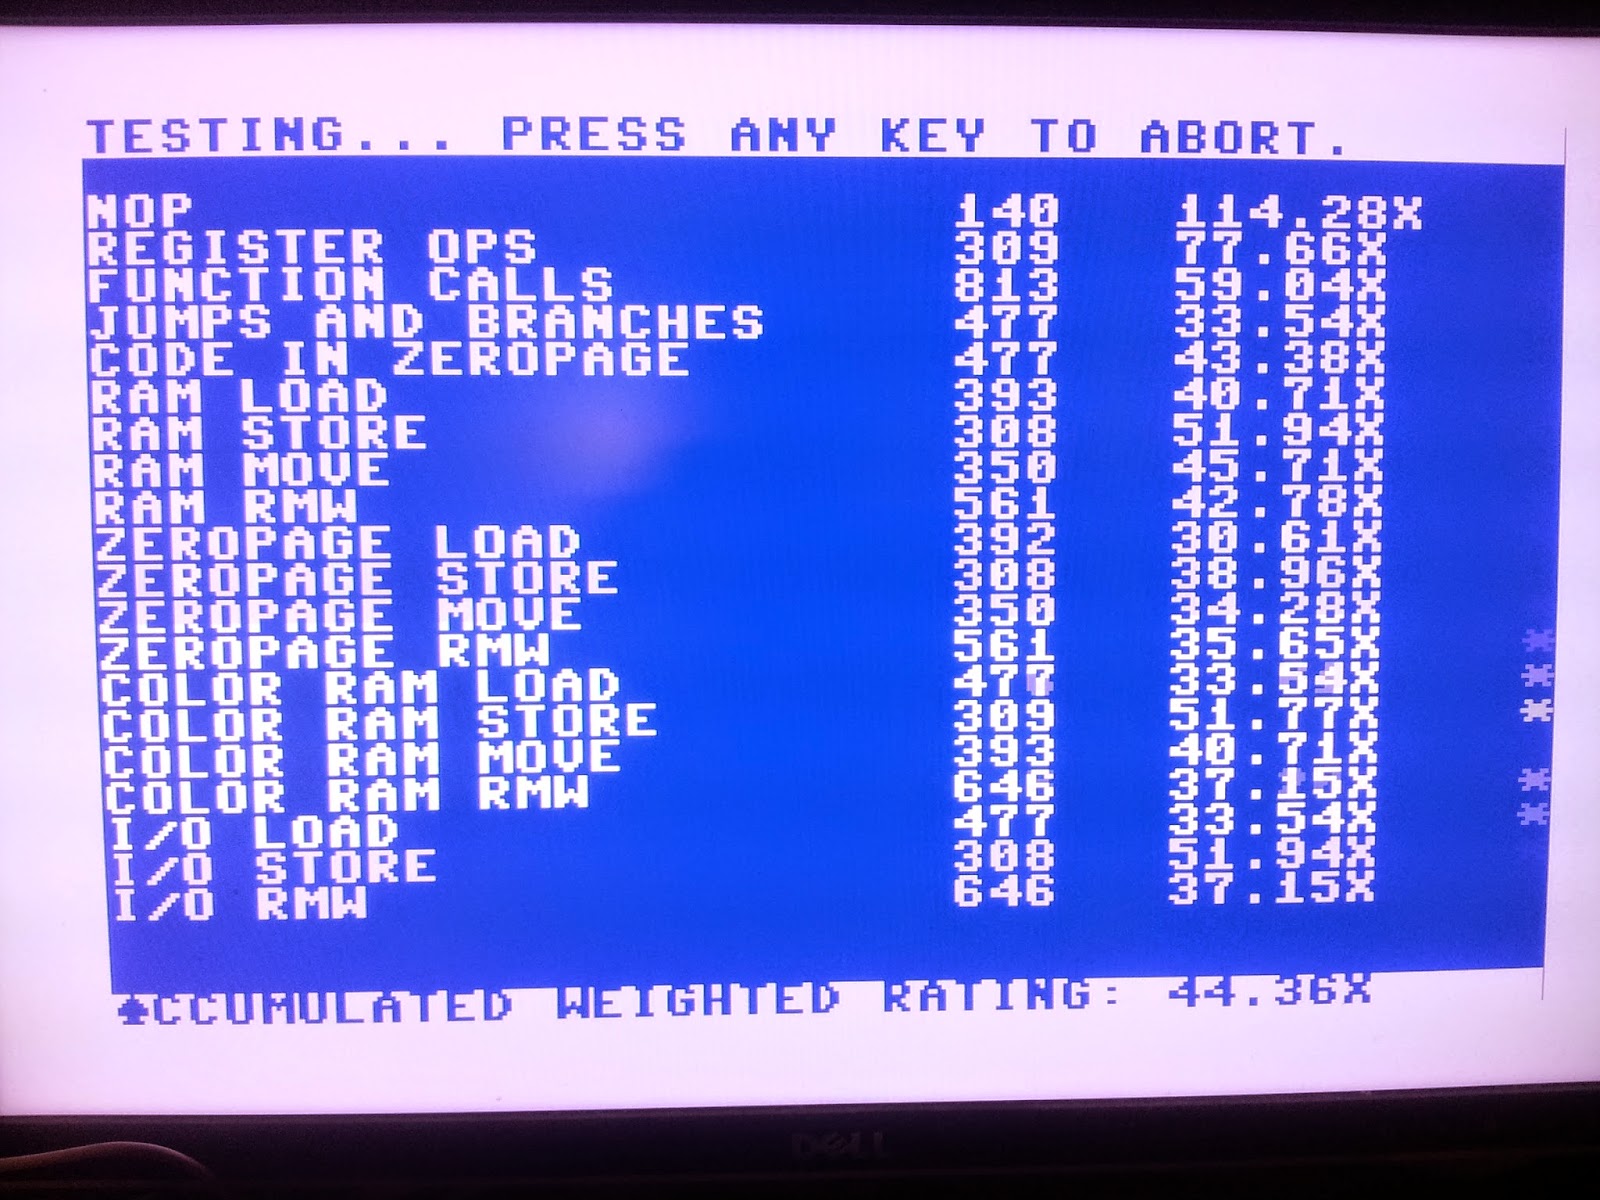 TESTING... PRESS ANY KEY TO ABORT.
NOP 140 114.28X
REGISTER OPS 309 77.66X
FUNCTION CALLS 813 59.04X
JUMPS AND BRANCHES 477 33.54X
CODE IN ZEROPAGE 477 43.38X
RAM LOAD 393 40.71X
RAM STORE 308 51.94X
RAM MOVE 350 45.71X
RAM RMW 561 42.78X
ZEROPAGE LOAD 392 30.61X
ZEROPAGE STORE 308 38.96X
ZEROPAGE MOVE 350 34.28X
ZEROPAGE RMW 561 35.65X *
COLOR RAM LOAD 477 33.54X *
COLOR RAM STORE 309 51.77X *
COLOR RAM MOVE 393 40.71X
COLOR RAM RMW 646 37.15X *
I/O LOAD 477 33.54X *
I/O STORE 308 51.94X
I/O RMW 646 37.15X
♠CCUMULATED WEIGHTED RATING: 44.36X
DELL